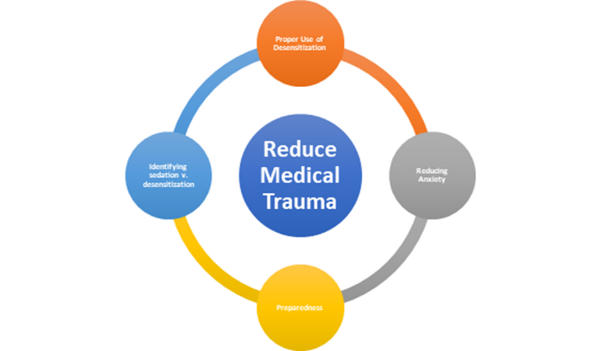 Proper Use of
Desensitization
Reduce
Medical
Trauma
Identifying
sedation v.
desensitization
Reducing
Anxiety
Preparedness